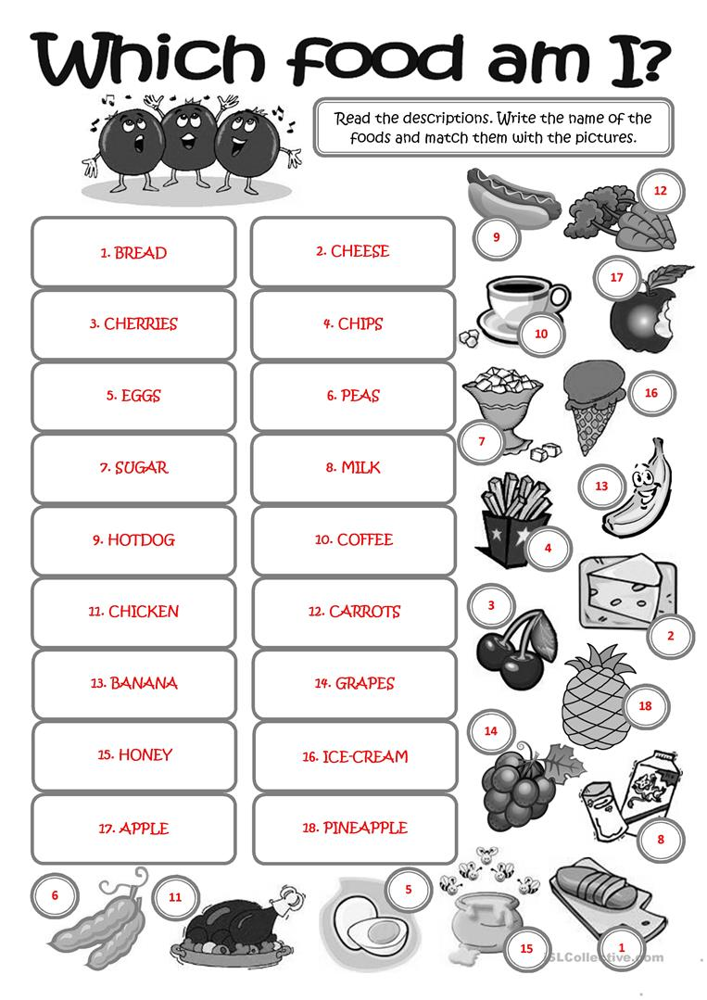 Which food am I?
Read the descriptions. Write the name of the
foods and match them with the pictures.
12
9
17
10
1. BREAD
2. CHEESE
3. CHERRIES
4. CHIPS
5. EGGS
6. PEAS
7. SUGAR
8. MILK
9. HOTDOG
10. COFFEE
11. CHICKEN
12. CARROTS
13. BANANA
14. GRAPES
15. HONEY
16. ICE-CREAM
17. APPLE
18. PINEAPPLE
16
7
13
4
3
2
18
14
8
6
11
5
15
1
SLCollective.com